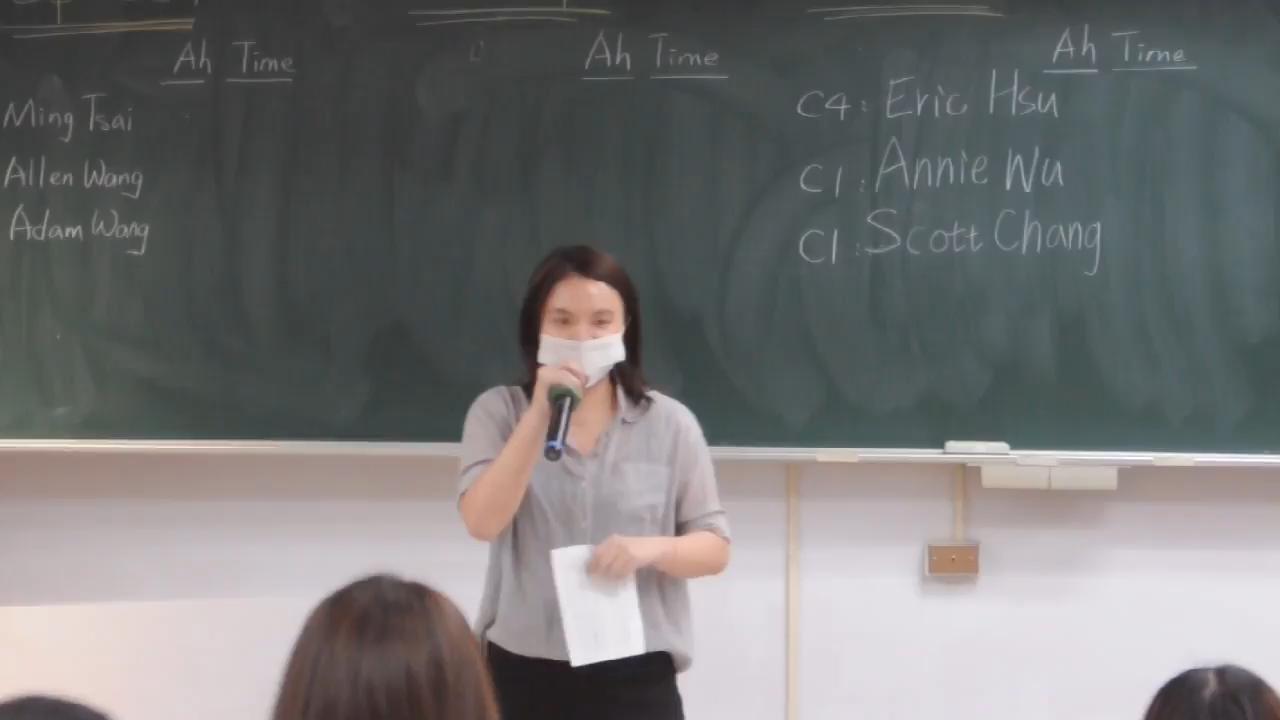 Ah Time
Ming Tsai
Allen Wang
Adam Wang
Ah Time
Ah Time
C4: Eric Hsu
C1: Annie Wu
C1: Scott Chang